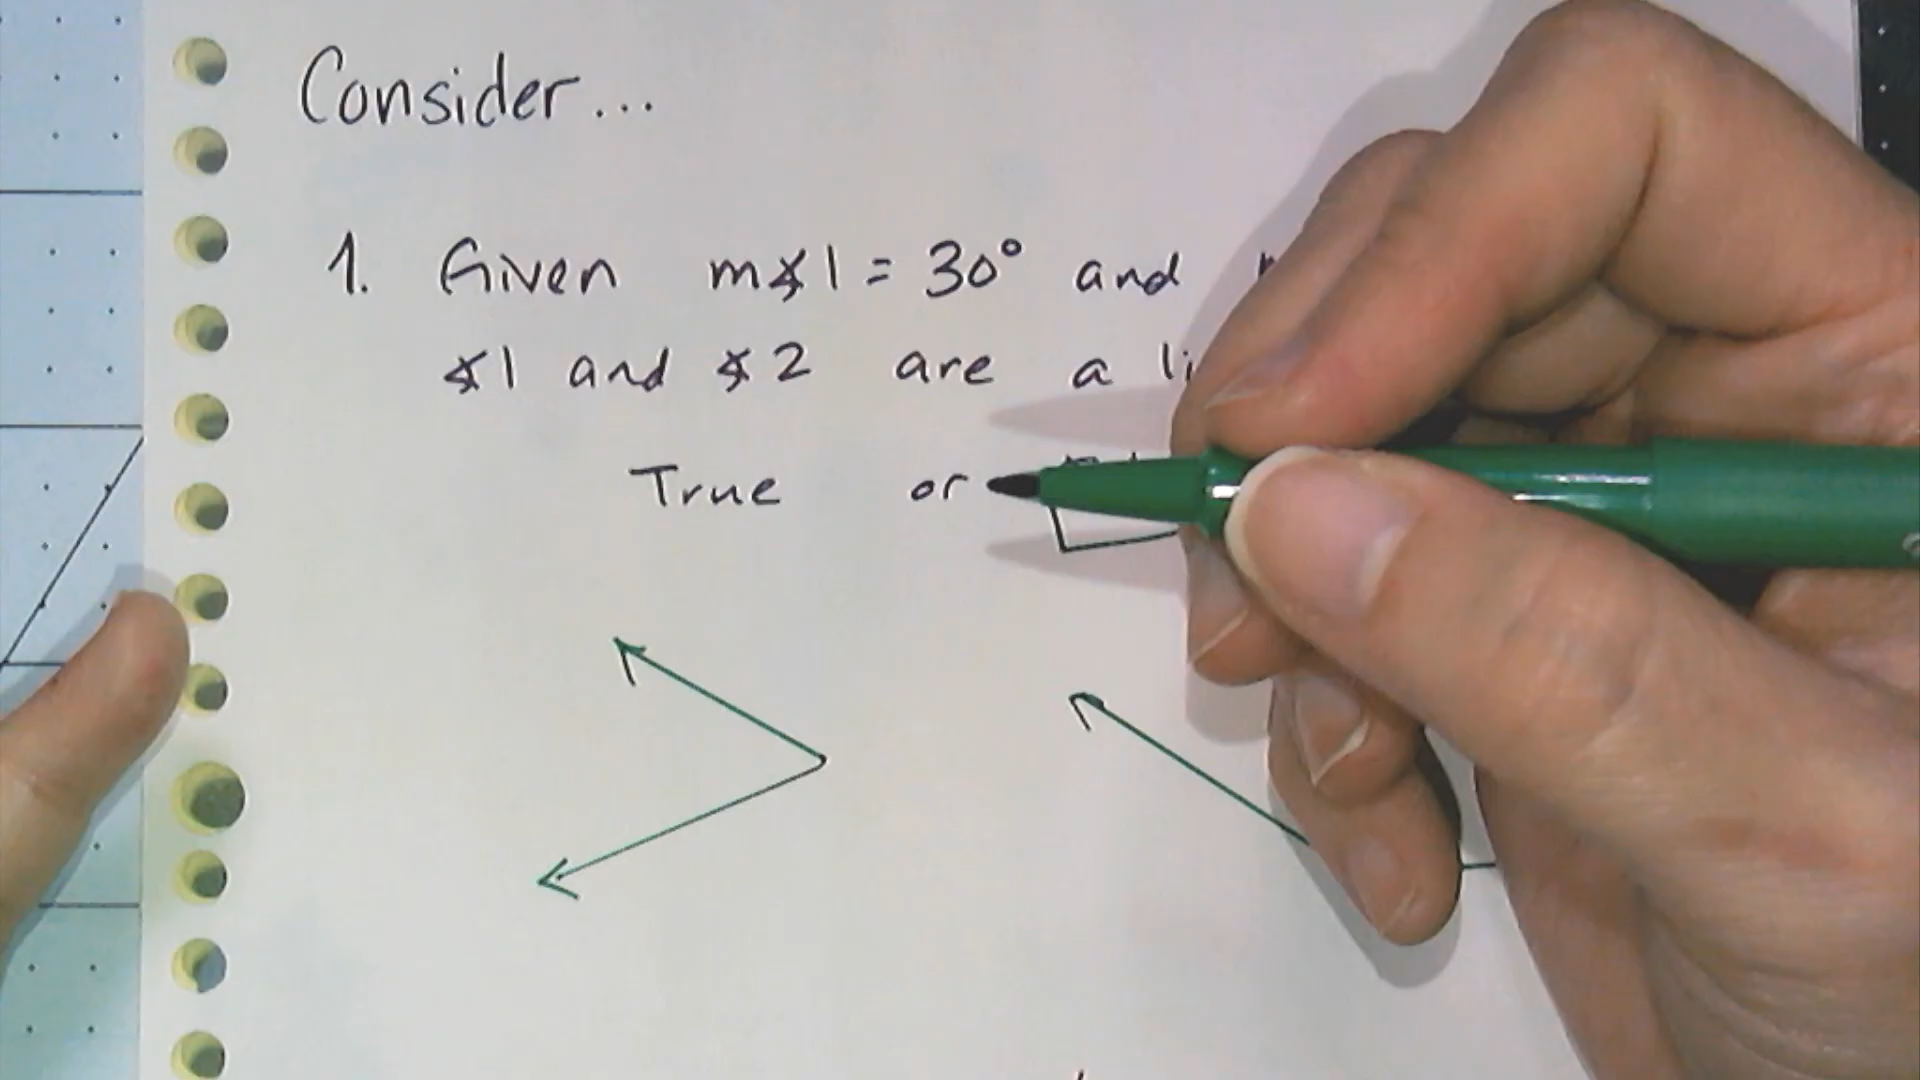 Consider...
1. Given m∡1 = 30° and
∡1 and ∡2 are a
True or